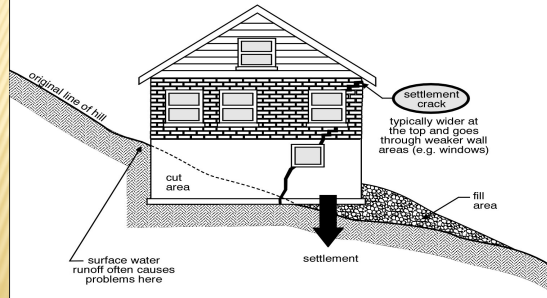 original line of hill
settlement
crack
typically wider at
the top and goes
through weaker wall
areas (e.g. windows)
cut
area
fill
area
surface water
runoff often causes
problems here
settlement